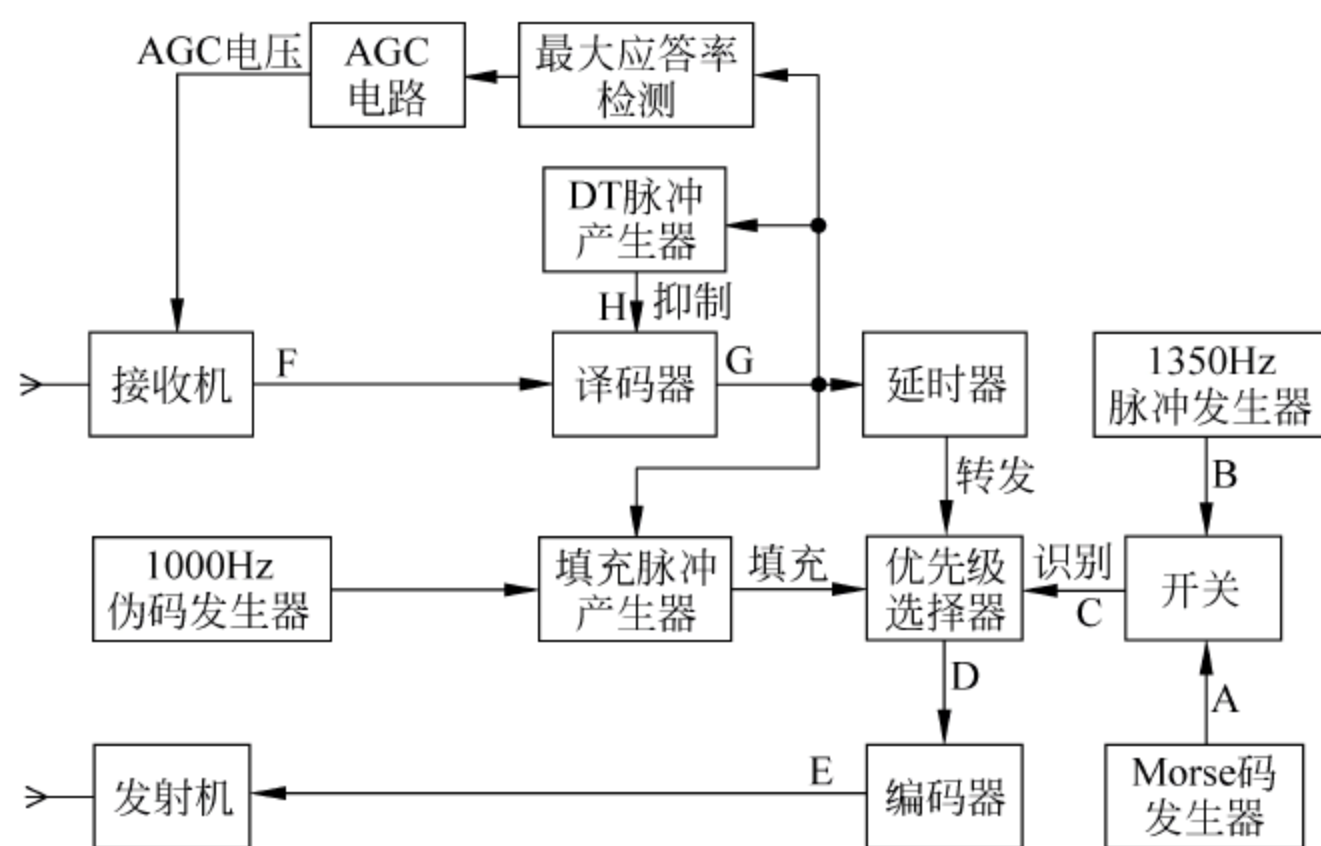 AGC电压
AGC
电路
最大应答率
检测
DT脉冲
产生器
H
抑制
接收机
F
译码器
G
延时器
1350Hz
脉冲发生器
转发
B
1000Hz
伪码发生器
填充脉冲
产生器
填充
优先级
选择器
识别
C
开关
D
A
发射机
E
编码器
Morse码
发生器